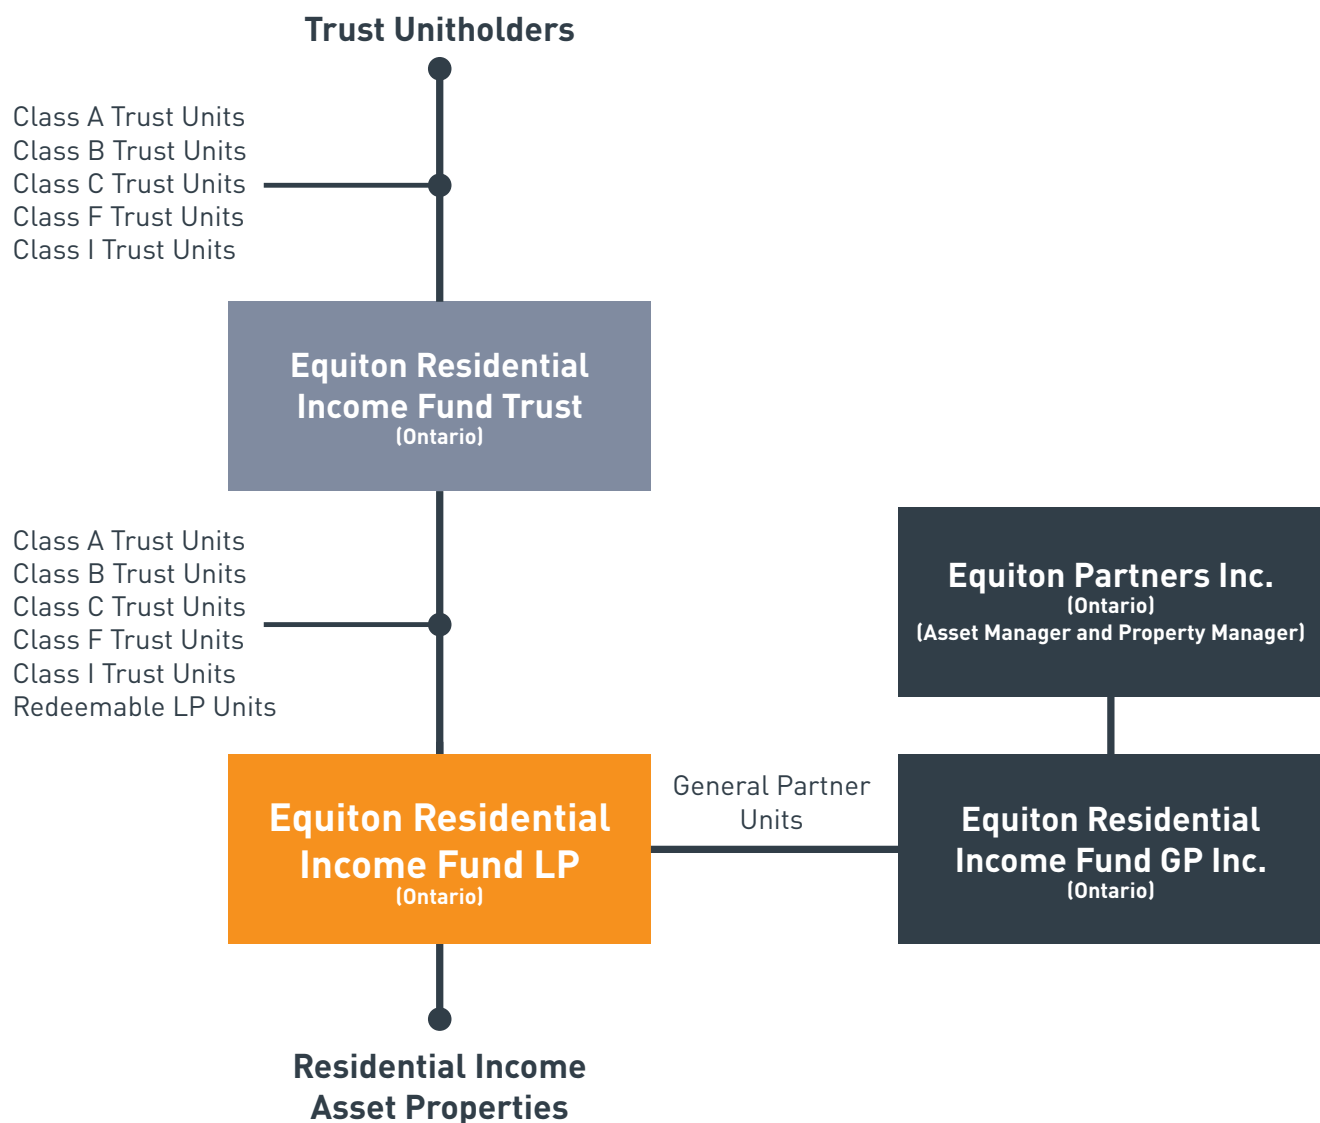 Trust Unitholders
Class A Trust Units
Class B Trust Units
Class C Trust Units
Class F Trust Units
Class I Trust Units
Equiton Residential
Income Fund Trust
(Ontario)
Class A Trust Units
Class B Trust Units
Class C Trust Units
Class F Trust Units
Class I Trust Units
Redeemable LP Units
Equiton Partners Inc.
(Ontario)
(Asset Manager and Property Manager)
Equiton Residential
Income Fund LP
(Ontario)
General Partner
Units
Equiton Residential
Income Fund GP Inc.
(Ontario)
Residential Income
Asset Properties